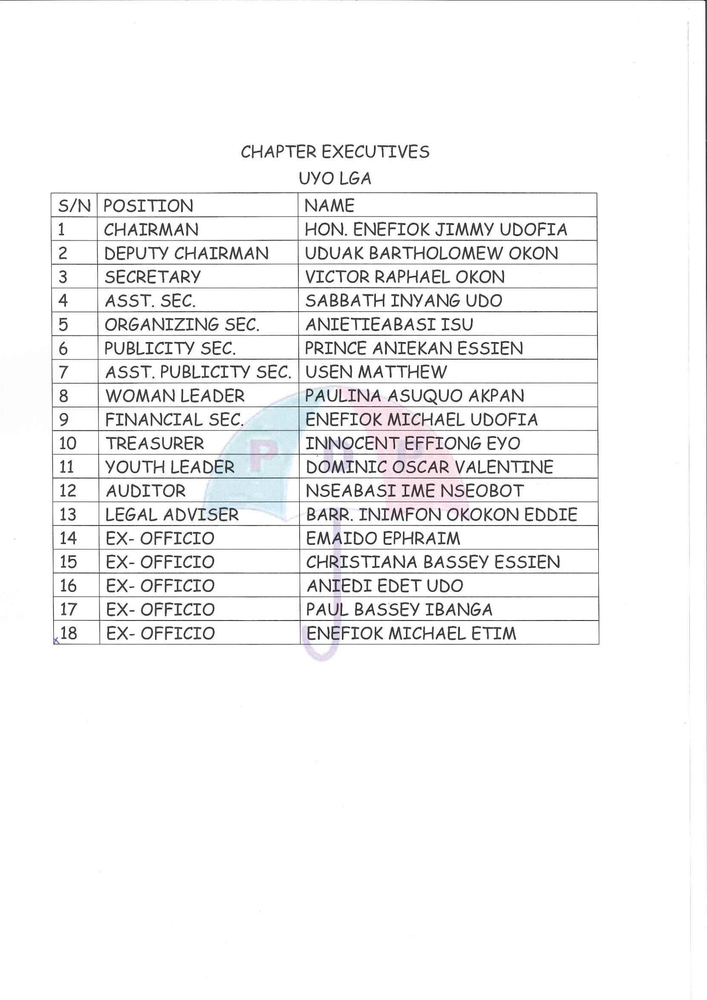 CHAPTER EXECUTIVES
UYO LGA
S/N POSITION NAME
1 CHAIRMAN HON. ENEFIOK JIMMY UDOFIA
2 DEPUTY CHAIRMAN UDUAK BARTHOLOMEW OKON
3 SECRETARY VICTOR RAPHAEL OKON
4 ASST. SEC. SABBATH INYANG UDO
5 ORGANIZING SEC. ANIETIEABASI ISU
6 PUBLICITY SEC. PRINCE ANIEKAN ESSIEN
7 ASST. PUBLICITY SEC. USEN MATTHEW
8 WOMAN LEADER PAULINA ASUQUO AKPAN
9 FINANCIAL SEC. ENEFIOK MICHAEL UDOFIA
10 TREASURER INNOCENT EFFIONG EYO
P D P
11 YOUTH LEADER DOMINIC OSCAR VALENTINE
12 AUDITOR NSEABASI IME NSEOBOT
13 LEGAL ADVISER BARR. INIMFON OKOKON EDDIE
14 EX- OFFICIO EMAIDO EPHRAIM
15 EX- OFFICIO CHRISTIANA BASSEY ESSIEN
16 EX- OFFICIO ANIEDI EDET UDO
17 EX- OFFICIO PAUL BASSEY IBANGA
x 18 EX- OFFICIO ENEFIOK MICHAEL ETIM